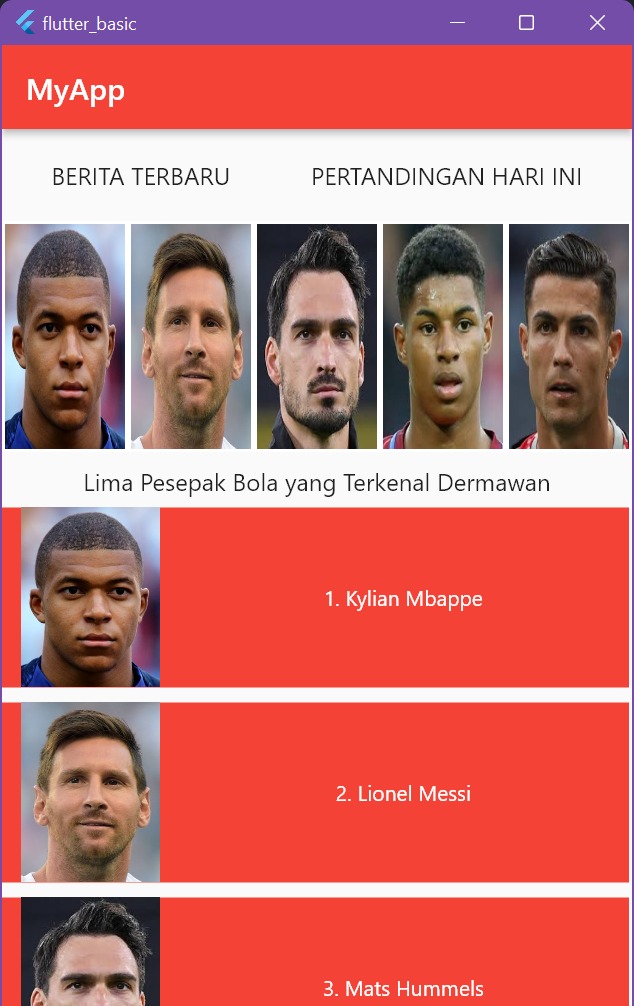 flutter_basic
MyApp
BERITA TERBARU PERTANDINGAN HARI INI
Lima Pesepak Bola yang Terkenal Dermawan
1. Kylian Mbappe
2. Lionel Messi
3. Mats Hummels